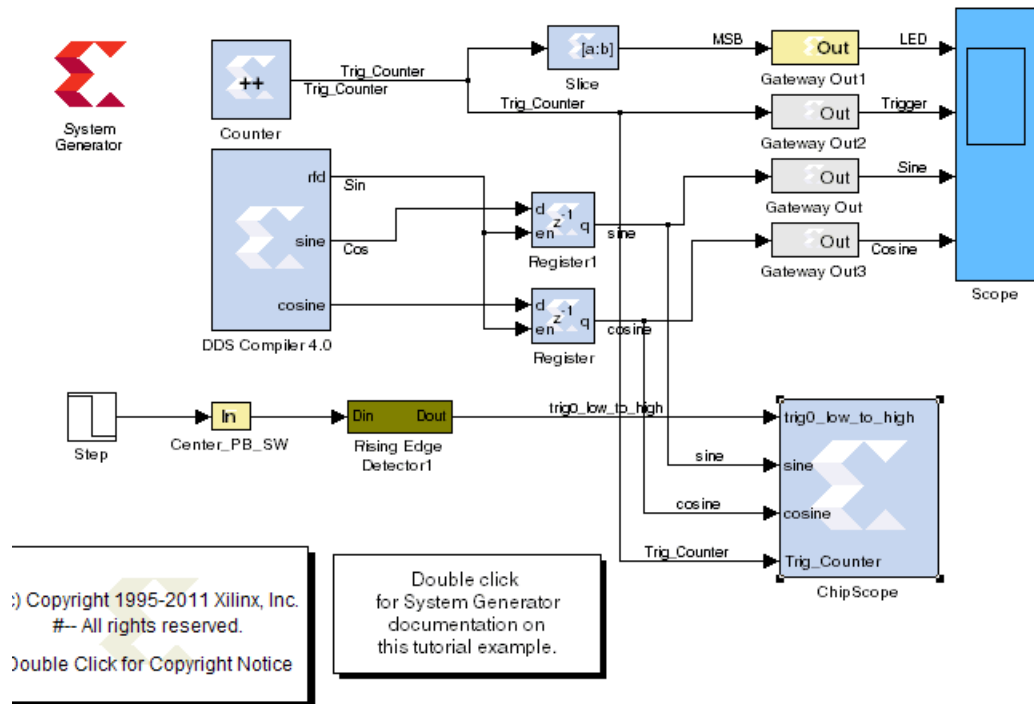 System
Generator
++
Counter
Trig_Counter
Trig_Counter
[a:b]
Slice
MSB
Out
Gateway Out1
LED
Trig_Counter
Out
Gateway Out2
Trigger
Out
Gateway Out
Sine
Out
Gateway Out3
Cosine
Scope
rfd
sine
cosine
DDS Compiler 4.0
Sin
Cos
d
en
z-1
q
Register1
sine
d
en
z-1
q
Register
cosine
Step
In
Center_PB_SW
Din
Dout
Rising Edge
Detector1
trig0_low_to_high
sine
cosine
Trig_Counter
trig0_low_to_high
sine
cosine
Trig_Counter
ChipScope
c) Copyright 1995-2011 Xilinx, Inc.
#-- All rights reserved.
Double Click for Copyright Notice
Double click
for System Generator
documentation on
this tutorial example.